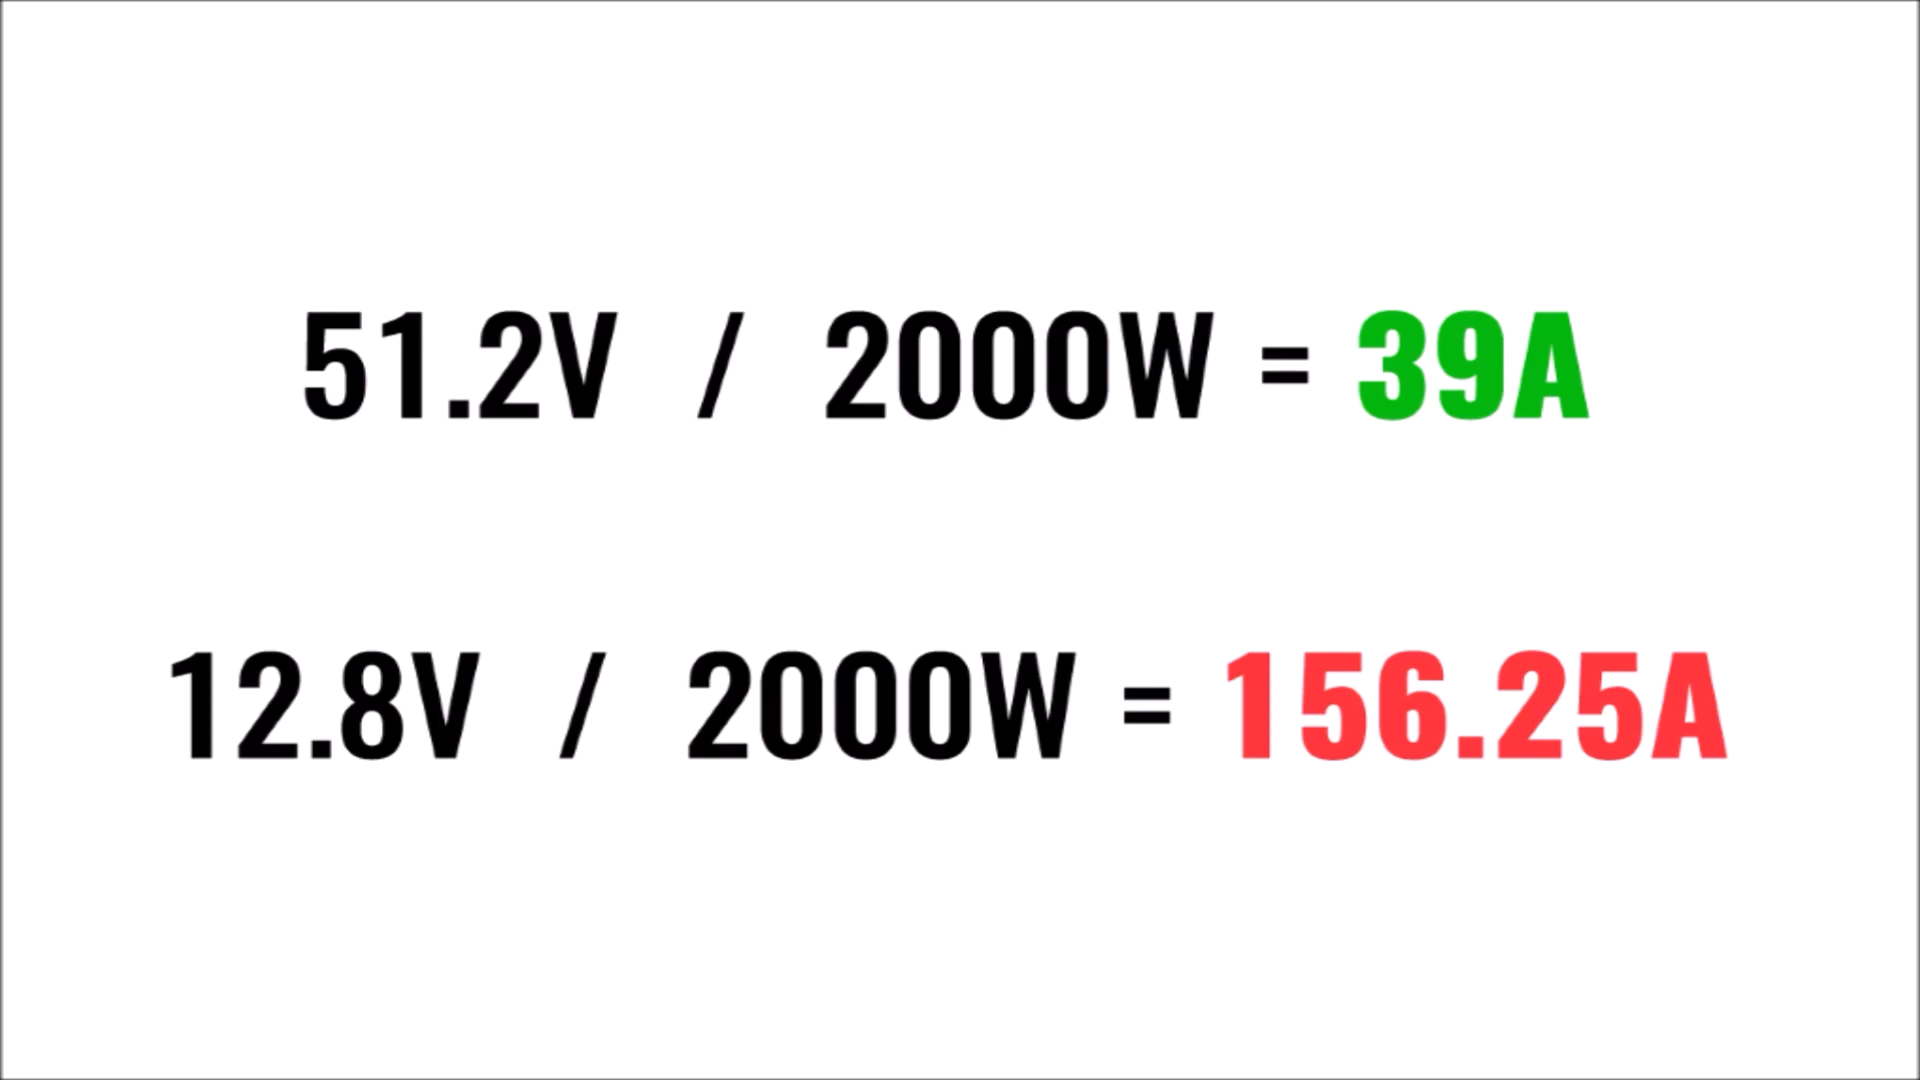 51.2V / 2000W = 39A
12.8V / 2000W = 156.25A